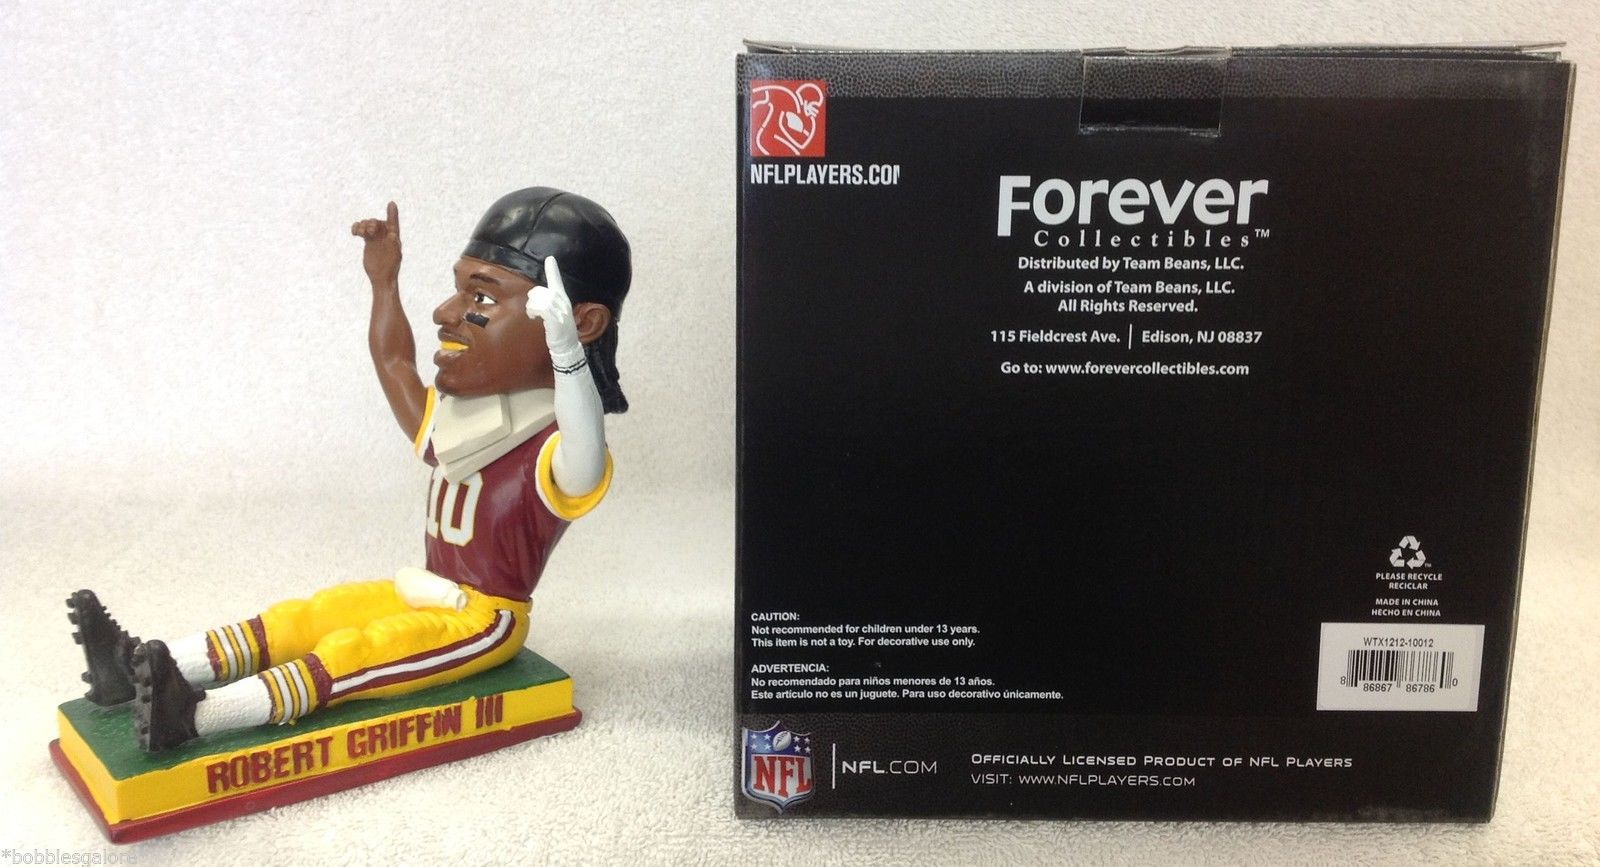 10
ROBERT GRIFFIN III
NFLPLAYERS.COM
Forever
Collectibles™
Distributed by Team Beans, LLC.
A division of Team Beans, LLC.
All Rights Reserved.
115 Fieldcrest Ave. | Edison, NJ 08837
Go to: www.forevercollectibles.com
PLEASE RECYCLE
RECICLAR
MADE IN CHINA
HECHO EN CHINA
WTX1212-10012
8 86867 86786 0
CAUTION:
Not recommended for children under 13 years.
This item is not a toy. For decorative use only.
ADVERTENCIA:
No recomendado para niños menores de 13 años.
Este artículo no es un juguete. Para uso decorativo únicamente.
NFL
NFL.COM
OFFICIALLY LICENSED PRODUCT OF NFL PLAYERS
VISIT: WWW.NFLPLAYERS.COM
*bobblesgalore